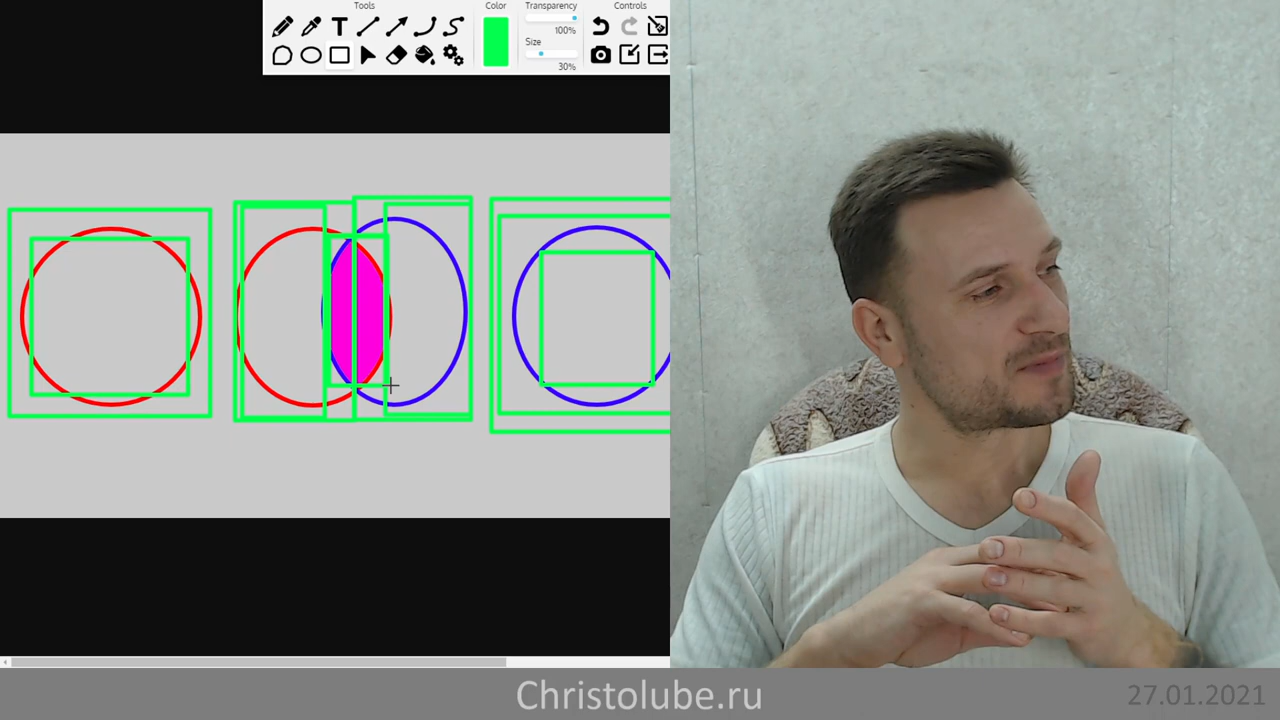 Tools
Color
Transparency
Controls
T
100%
Size
30%
Christolube.ru
27.01.2021